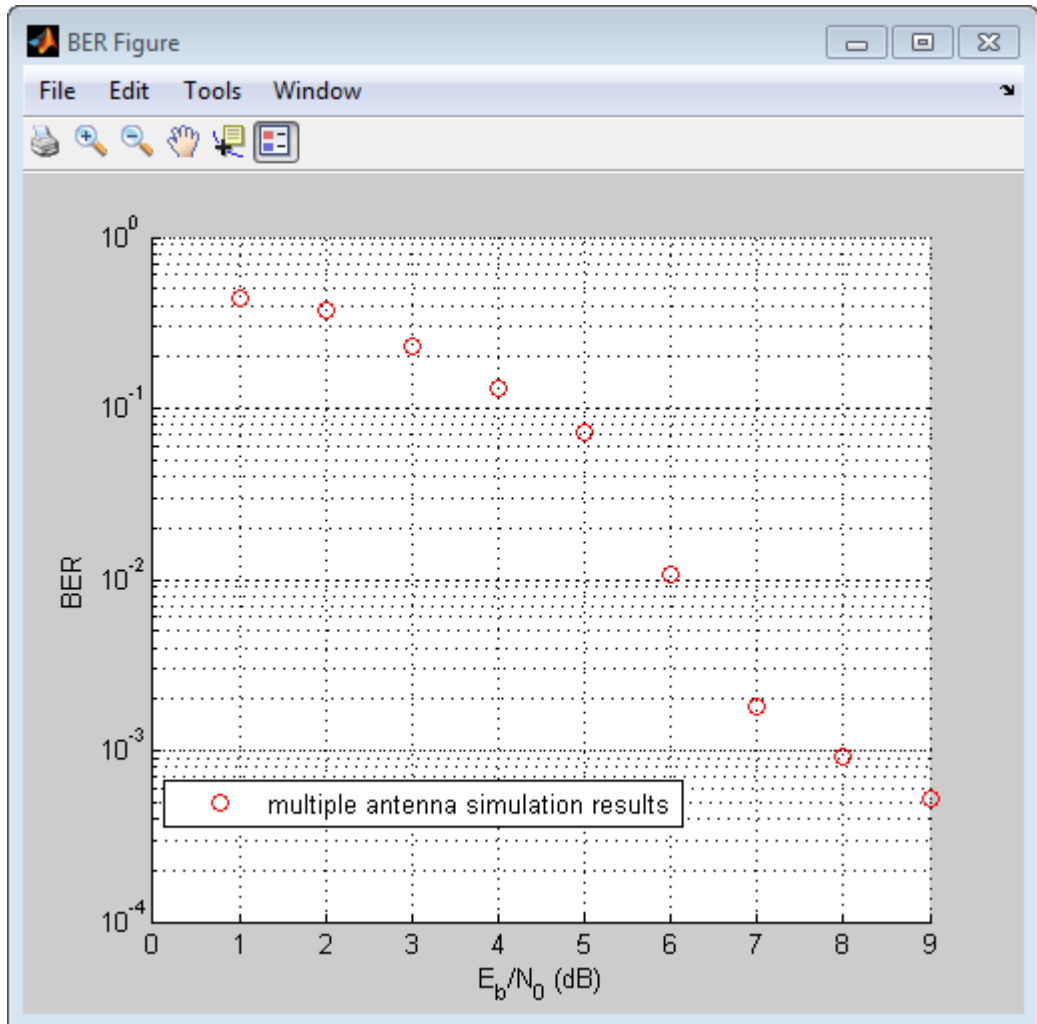 BER Figure
File Edit Tools Window
10^0
10^-1
10^-2
10^-3
10^-4
BER
multiple antenna simulation results
0 1 2 3 4 5 6 7 8 9
E_b/N_0 (dB)